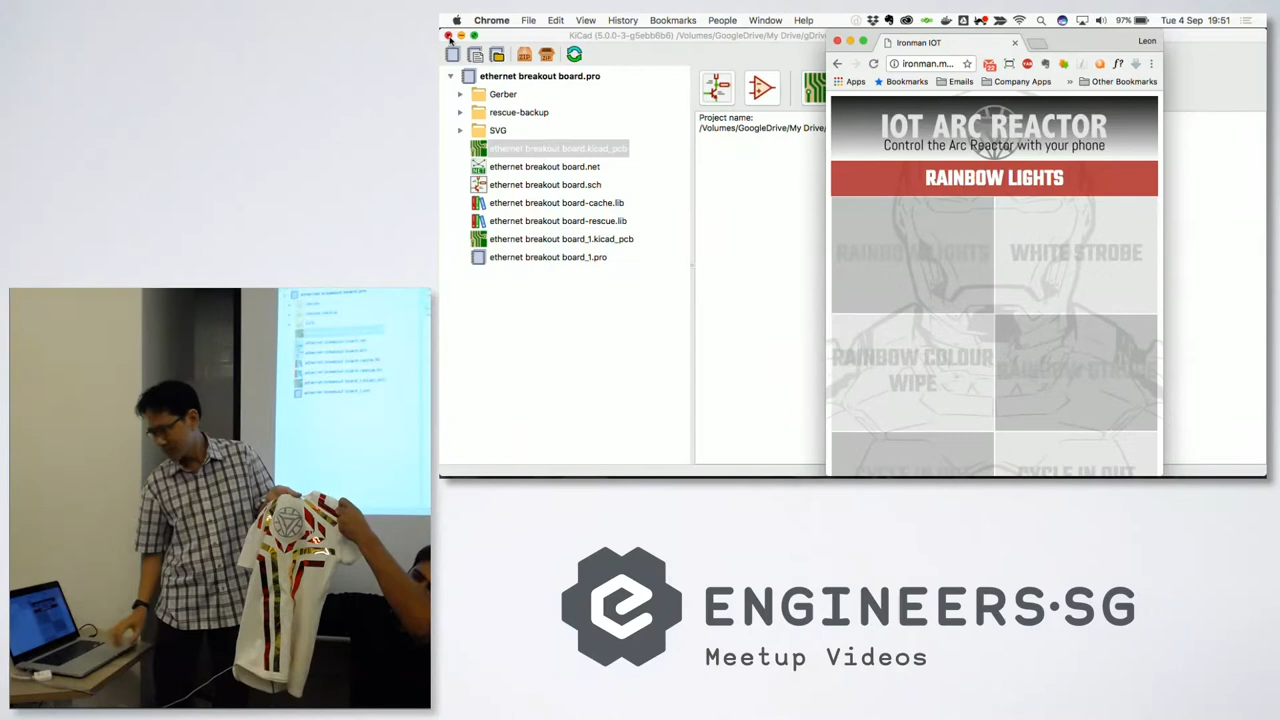 Chrome File Edit View History Bookmarks People Window Help 97% Tue 4 Sep 19:51
KiCad (5.0.0-3-g5ebb6b6) /Volumes/GoogleDrive/My Drive/gDriv
Ironman IOT
Leon
ironman.m...
Apps Bookmarks Emails Company Apps » Other Bookmarks
ethernet breakout board.pro
Gerber
rescue-backup
SVG
ethernet breakout board.kicad_pcb
ethernet breakout board.net
ethernet breakout board.sch
ethernet breakout board-cache.lib
ethernet breakout board-rescue.lib
ethernet breakout board_1.kicad_pcb
ethernet breakout board_1.pro
Project name:
/Volumes/GoogleDrive/My Drive/
IOT ARC REACTOR
Control the Arc Reactor with your phone
RAINBOW LIGHTS
RAINBOW LIGHTS
WHITE STROBE
RAINBOW COLOUR
WIPE
CYCLE IN OUT
ENGINEERS·SG
Meetup Videos